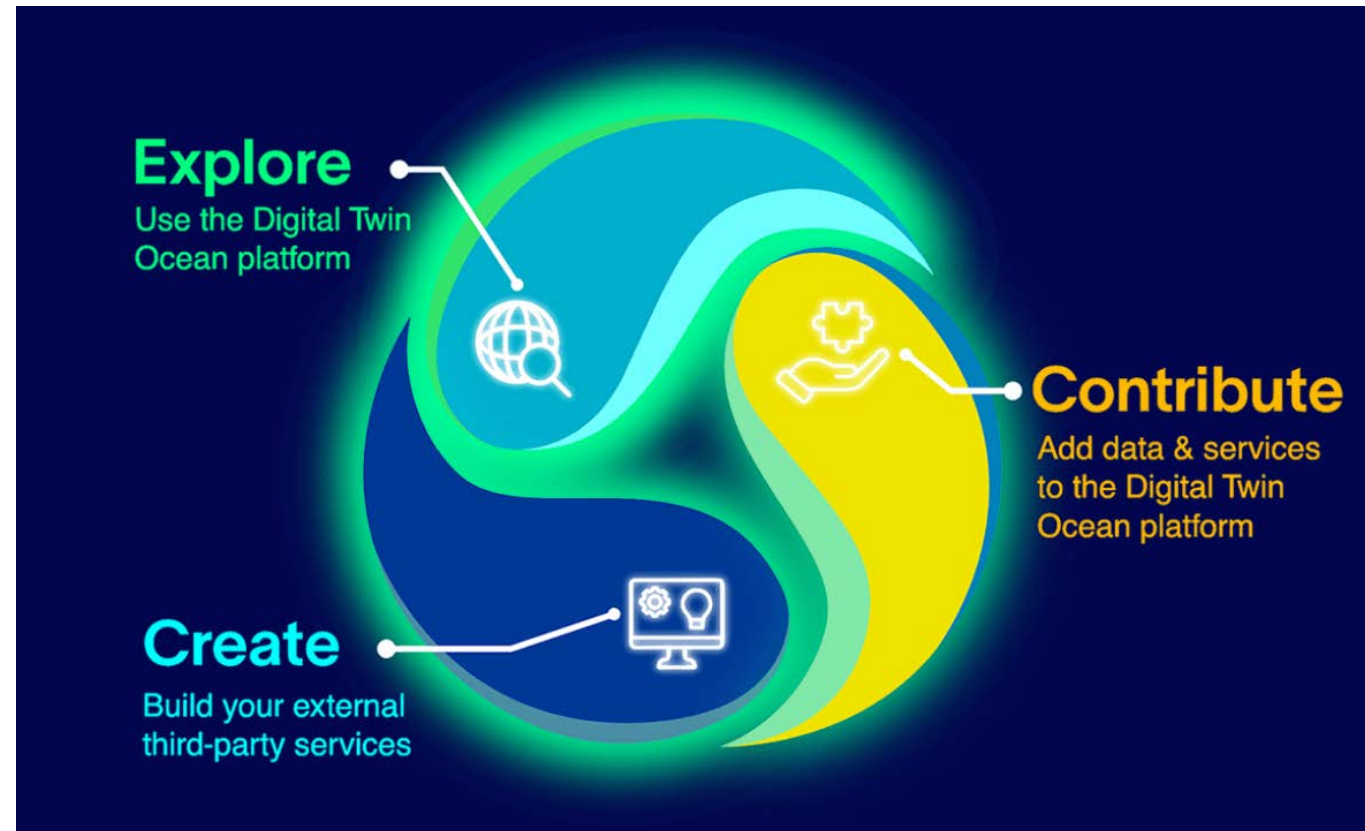 Explore
Use the Digital Twin
Ocean platform
Contribute
Add data & services
to the Digital Twin
Ocean platform
Create
Build your external
third-party services